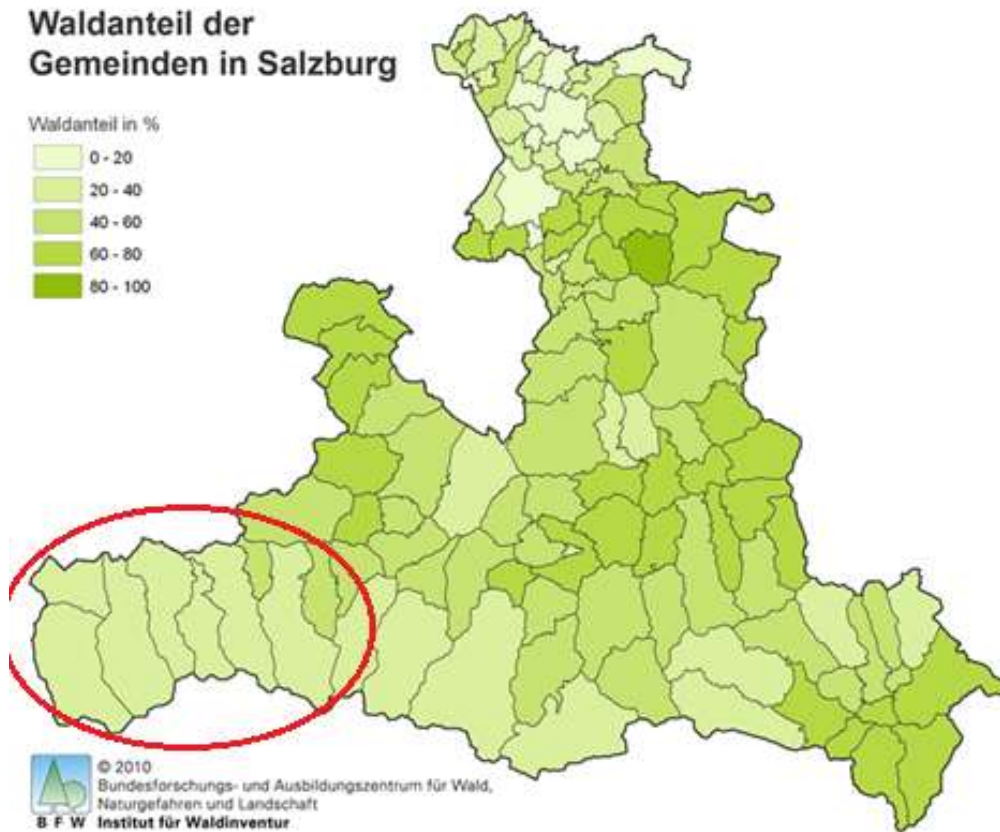 Waldanteil der
Gemeinden in Salzburg
Waldanteil in %
0 - 20
20 - 40
40 - 60
60 - 80
80 - 100
© 2010
Bundesforschungs- und Ausbildungszentrum für Wald,
Naturgefahren und Landschaft
B F W Institut für Waldinventur